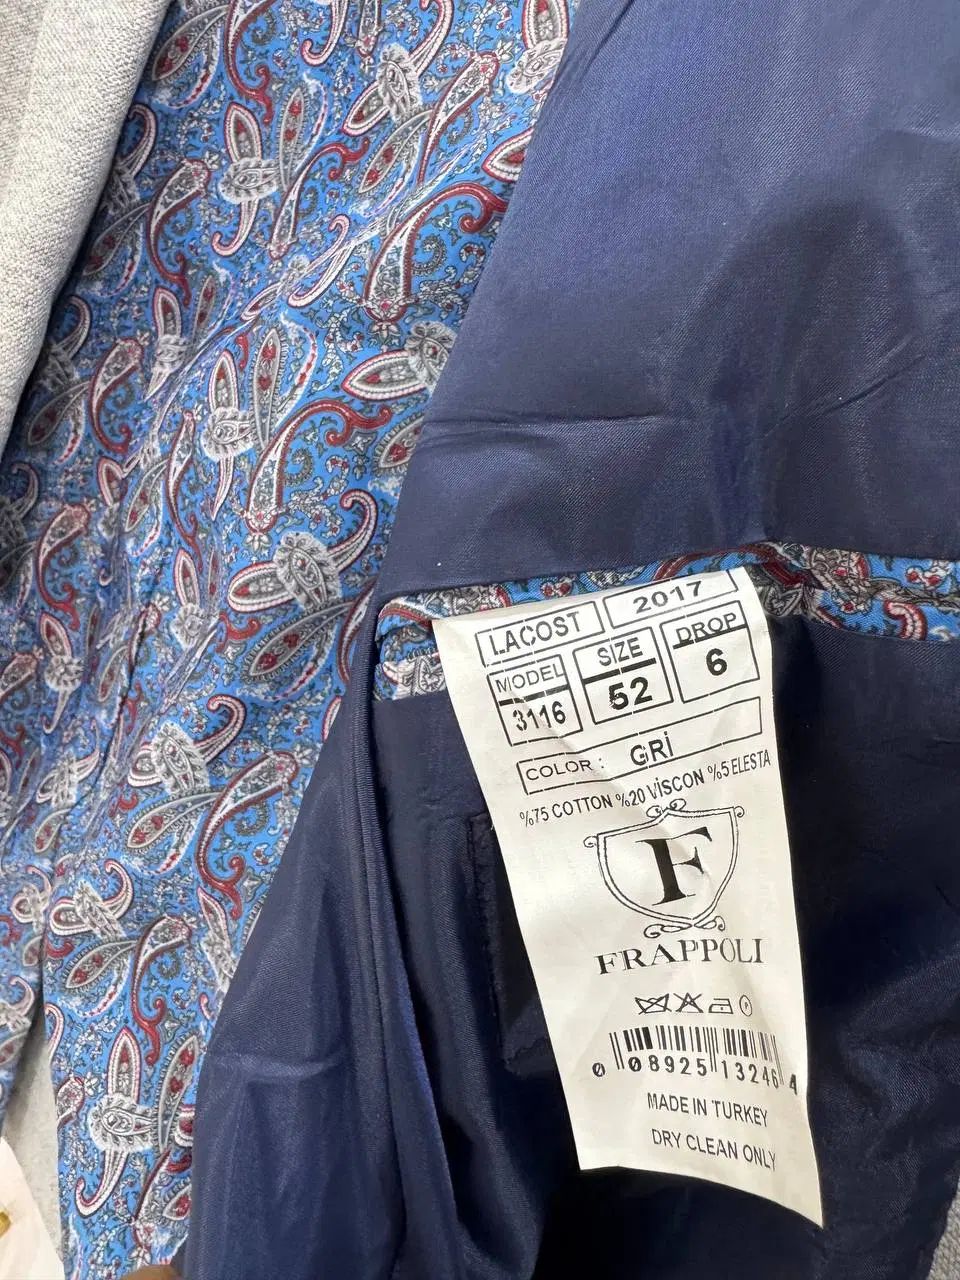 LACOST 2017
MODEL SIZE DROP
3116 52 6
COLOR: GRİ
%75 COTTON %20 VİSCON %5 ELESTA
F
FRAPPOLI
P
0 08925 13246 4
MADE IN TURKEY
DRY CLEAN ONLY